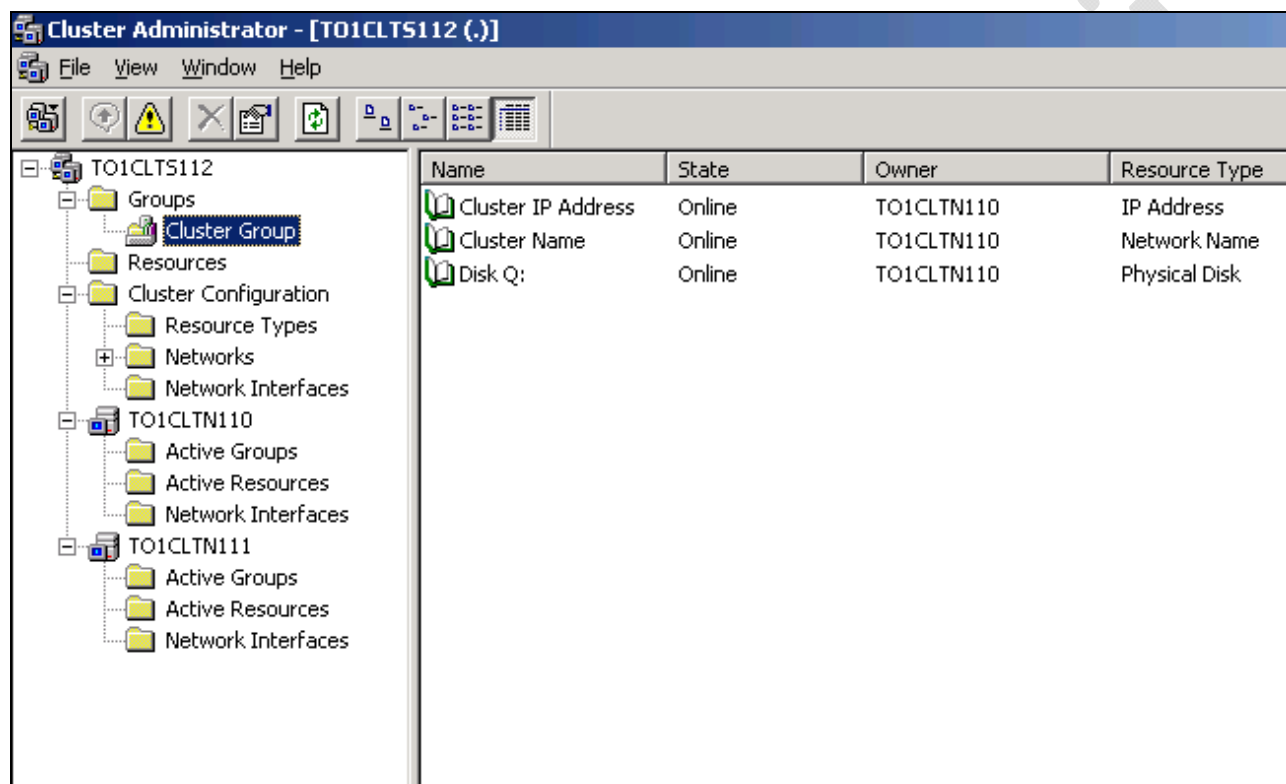 Cluster Administrator - [TO1CLTS112 (.)]
File View Window Help
TO1CLTS112
Groups
Cluster Group
Resources
Cluster Configuration
Resource Types
Networks
Network Interfaces
TO1CLTN110
Active Groups
Active Resources
Network Interfaces
TO1CLTN111
Active Groups
Active Resources
Network Interfaces
Name State Owner Resource Type
Cluster IP Address Online TO1CLTN110 IP Address
Cluster Name Online TO1CLTN110 Network Name
Disk Q: Online TO1CLTN110 Physical Disk